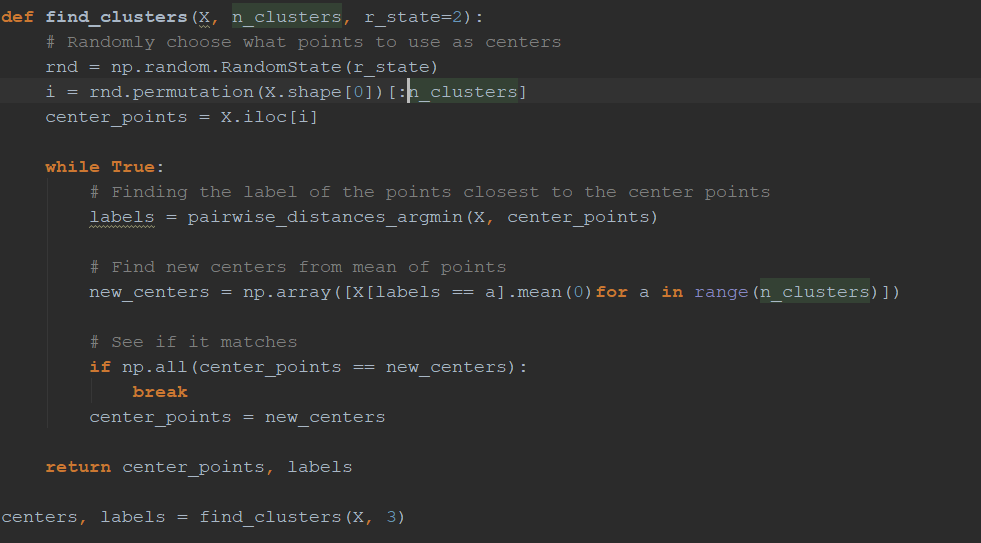 def find_clusters(X, n_clusters, r_state=2):
    # Randomly choose what points to use as centers
    rnd = np.random.RandomState(r_state)
    i = rnd.permutation(X.shape[0])[:n_clusters]
    center_points = X.iloc[i]

    while True:
        # Finding the label of the points closest to the center points
        labels = pairwise_distances_argmin(X, center_points)

        # Find new centers from mean of points
        new_centers = np.array([X[labels == a].mean(0)for a in range(n_clusters)])

        # See if it matches
        if np.all(center_points == new_centers):
            break
        center_points = new_centers

    return center_points, labels

centers, labels = find_clusters(X, 3)